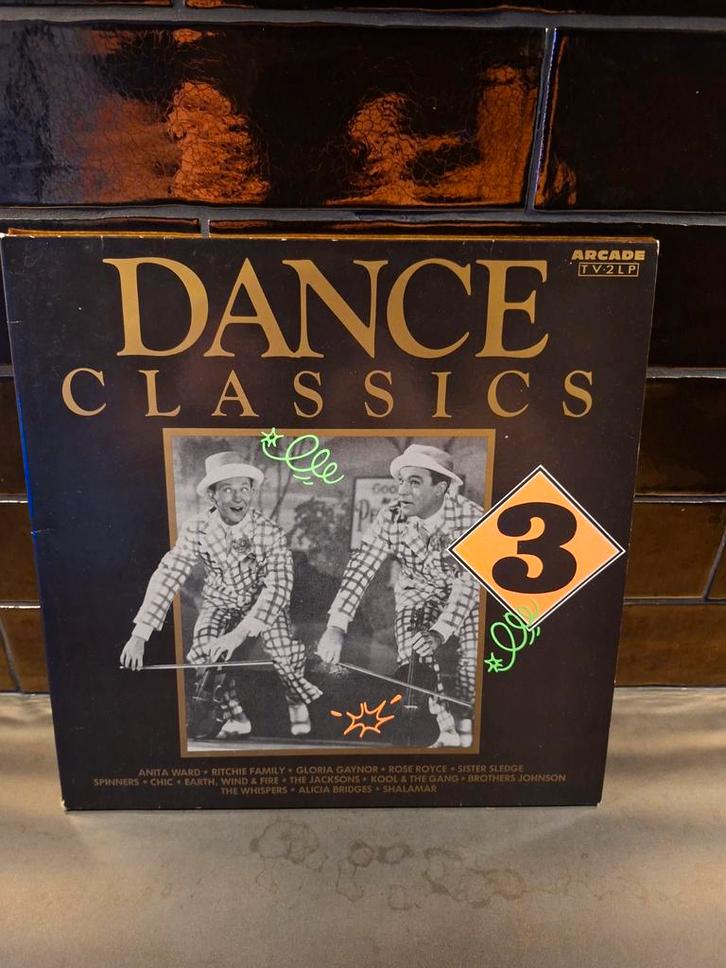 ARCADE
TV·2LP
DANCE
CLASSICS
3
ANITA WARD • RITCHIE FAMILY • GLORIA GAYNOR • ROSE ROYCE • SISTER SLEDGE
SPINNERS • CHIC • EARTH, WIND & FIRE • THE JACKSONS • KOOL & THE GANG • BROTHERS JOHNSON
THE WHISPERS • ALICIA BRIDGES • SHALAMAR